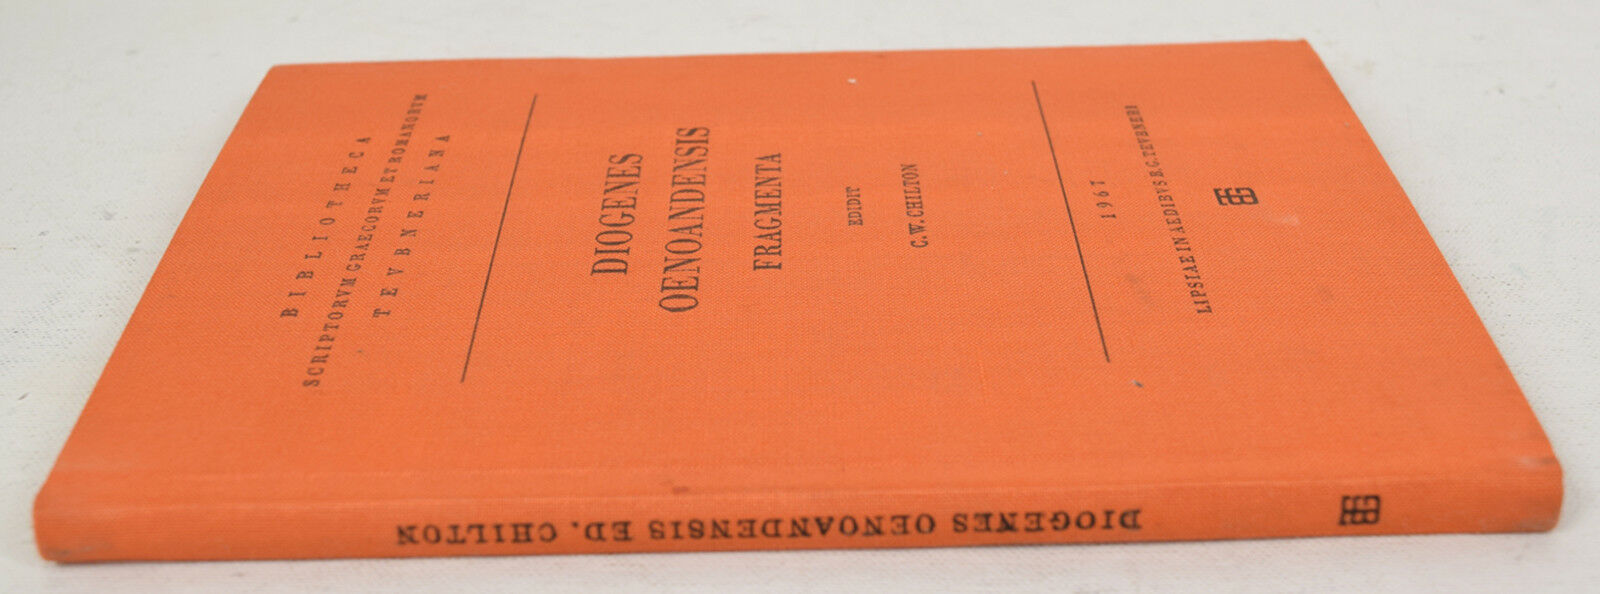 BIBLIOTHECA
SCRIPTORVM GRAECORVM ET ROMANORVM
TEVBNERIANA
DIOGENES
OENOANDENSIS
FRAGMENTA
EDIDIT
C. W. CHILTON
1967
LIPSIAE IN AEDIBVS B. G. TEVBNERI
DIOGENES OENOANDENSIS ED. CHILTON